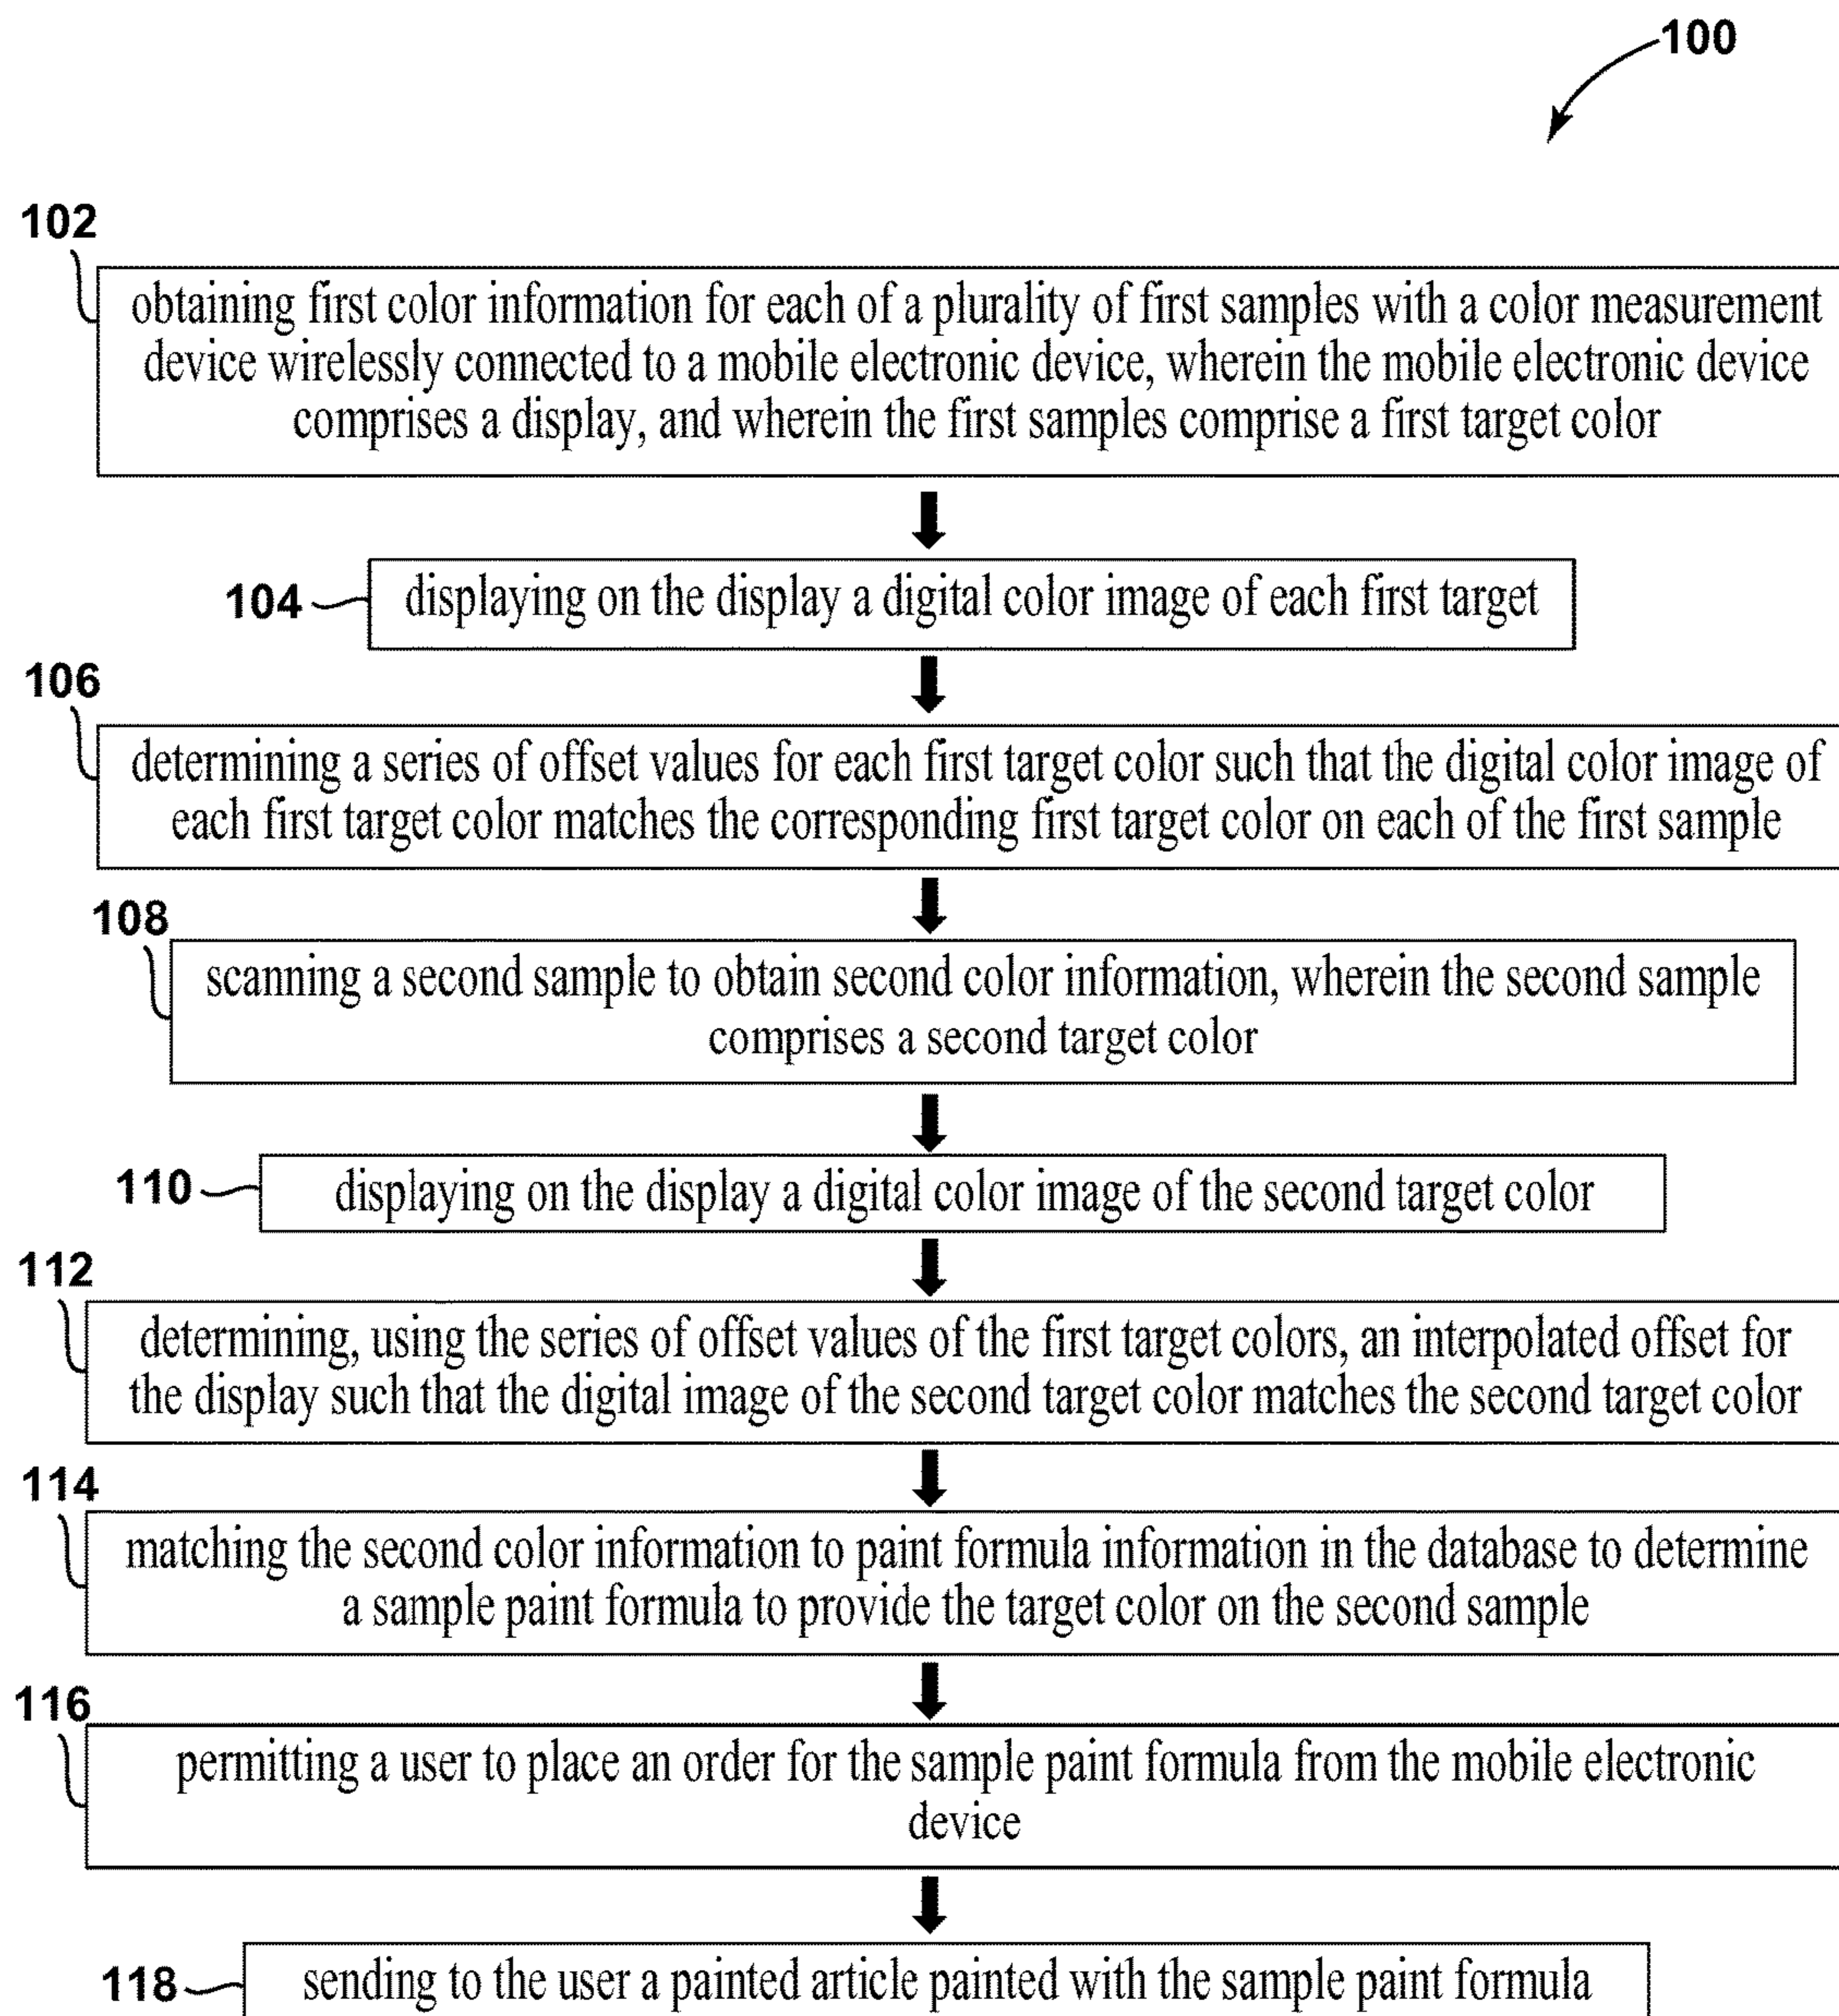 100
102
obtaining first color information for each of a plurality of first samples with a color measurement
device wirelessly connected to a mobile electronic device, wherein the mobile electronic device
comprises a display, and wherein the first samples comprise a first target color
104
displaying on the display a digital color image of each first target
106
determining a series of offset values for each first target color such that the digital color image of
each first target color matches the corresponding first target color on each of the first sample
108
scanning a second sample to obtain second color information, wherein the second sample
comprises a second target color
110
displaying on the display a digital color image of the second target color
112
determining, using the series of offset values of the first target colors, an interpolated offset for
the display such that the digital image of the second target color matches the second target color
114
matching the second color information to paint formula information in the database to determine
a sample paint formula to provide the target color on the second sample
116
permitting a user to place an order for the sample paint formula from the mobile electronic
device
118
sending to the user a painted article painted with the sample paint formula